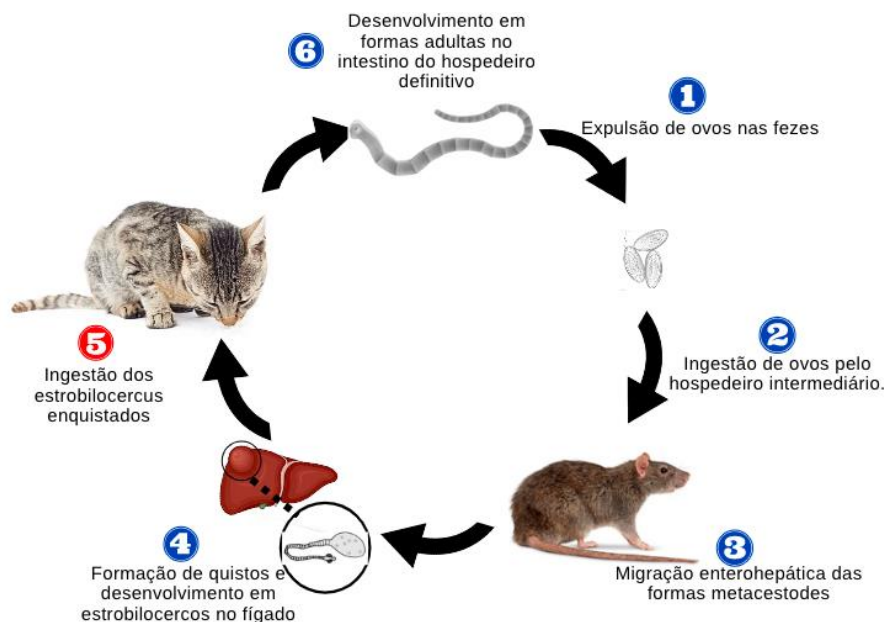 6
Desenvolvimento em
formas adultas no
intestino do hospedeiro
definitivo
1
Expulsão de ovos nas fezes
2
Ingestão de ovos pelo
hospedeiro intermediário.
3
Migração enterohepática das
formas metacestodes
4
Formação de quistos e
desenvolvimento em
estrobilocercos no fígado
5
Ingestão dos
estrobilocercus
enquistados